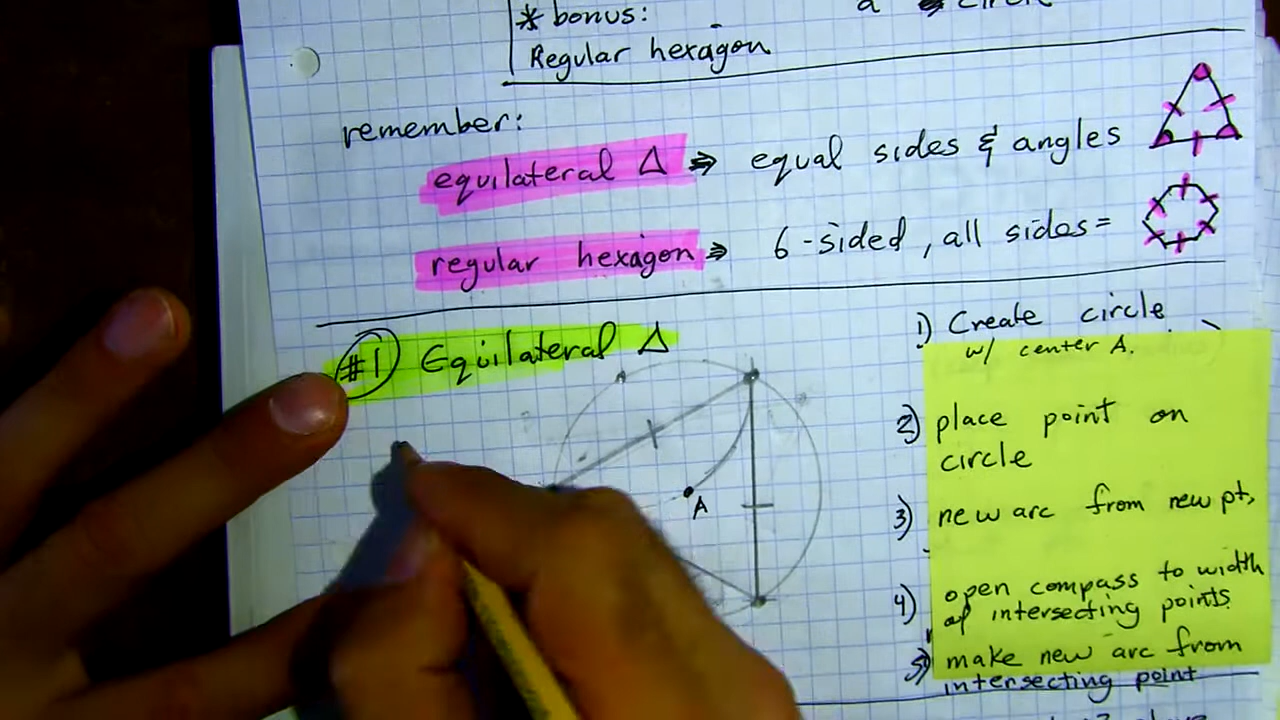 * bonus:
Regular hexagon
remember:
equilateral Δ ⇒ equal sides & angles
regular hexagon ⇒ 6-sided, all sides=
#1 Equilateral Δ
A
1) Create circle
w/ center A.
2) place point on
circle
3) new arc from new pt,
4) open compass to width
of intersecting points
5) make new arc from
intersecting point